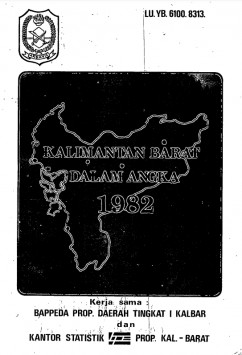 LU. YB. 6100. 8313.
KALIMANTAN BARAT
DALAM ANGKA
1982
Kerja sama :
BAPPEDA PROP. DAERAH TINGKAT I KALBAR
dan
KANTOR STATISTIK PROP. KAL. - BARAT